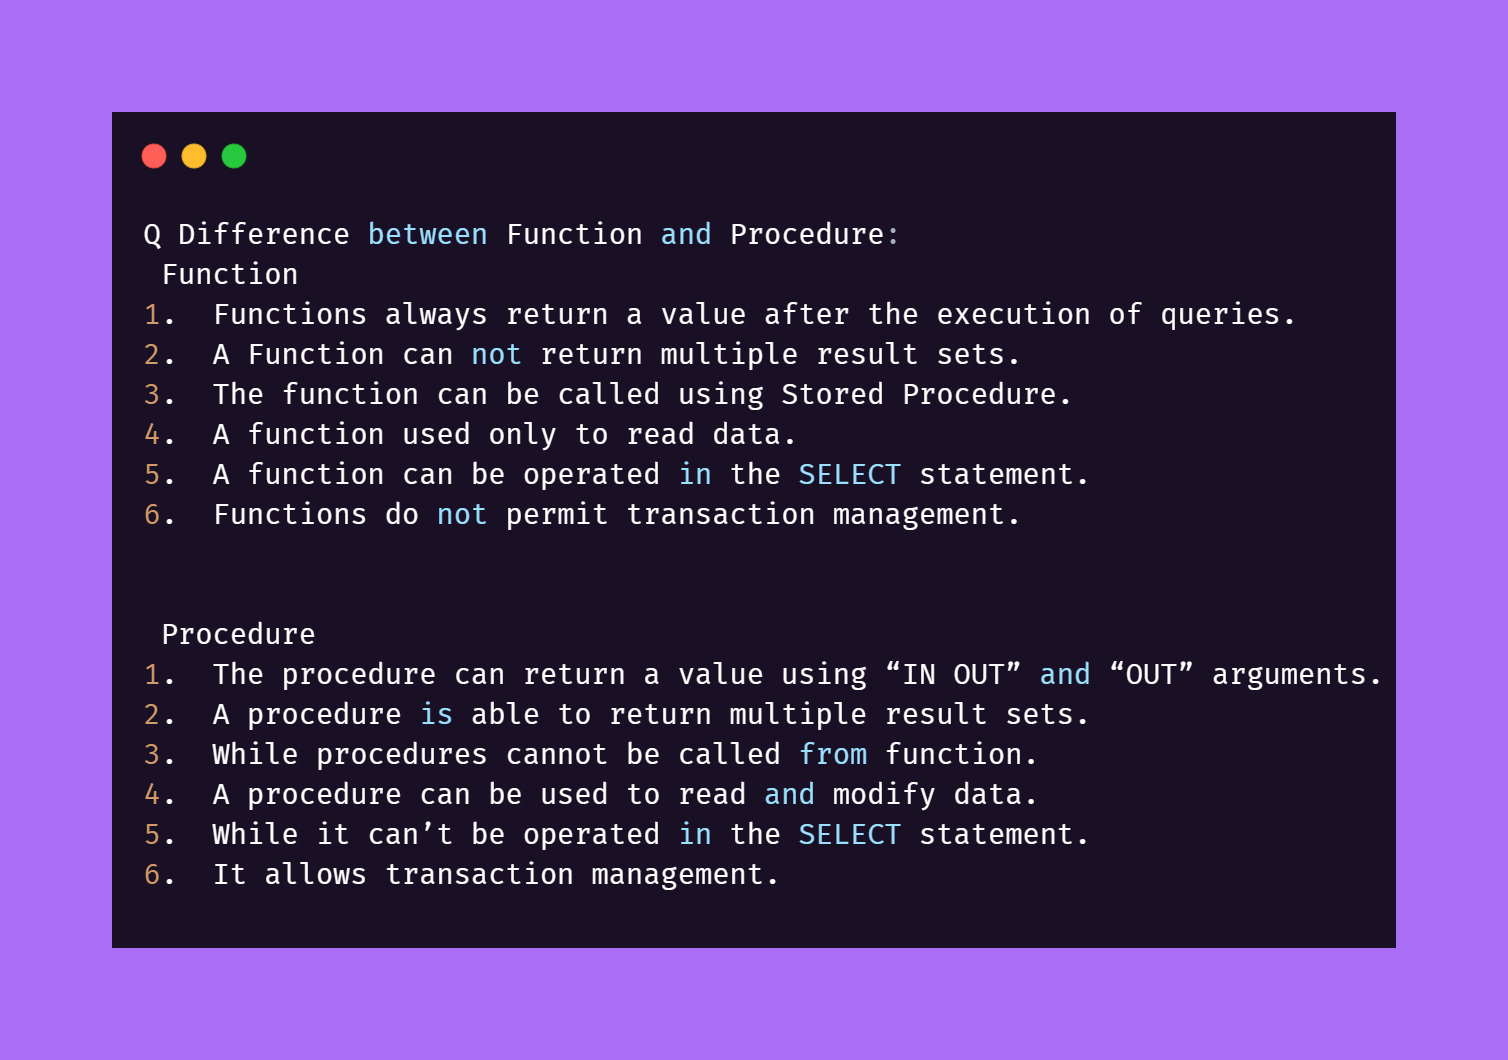 Q Difference between Function and Procedure:
Function
1. Functions always return a value after the execution of queries.
2. A Function can not return multiple result sets.
3. The function can be called using Stored Procedure.
4. A function used only to read data.
5. A function can be operated in the SELECT statement.
6. Functions do not permit transaction management.
Procedure
1. The procedure can return a value using “IN OUT” and “OUT” arguments.
2. A procedure is able to return multiple result sets.
3. While procedures cannot be called from function.
4. A procedure can be used to read and modify data.
5. While it can’t be operated in the SELECT statement.
6. It allows transaction management.